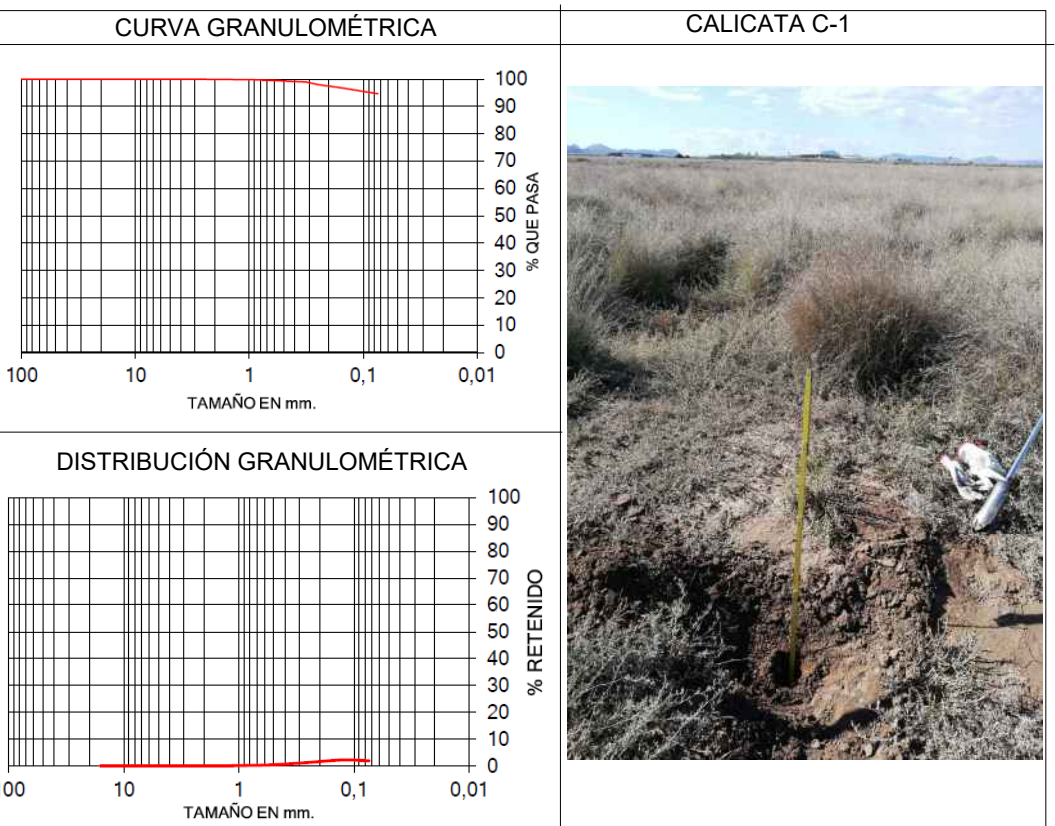 CURVA GRANULOMÉTRICA
CALICATA C-1
100
90
80
70
60
50
40
30
20
10
0
% QUE PASA
100 10 1 0,1 0,01
TAMAÑO EN mm.
DISTRIBUCIÓN GRANULOMÉTRICA
100
90
80
70
60
50
40
30
20
10
0
% RETENIDO
00 10 1 0,1 0,01
TAMAÑO EN mm.